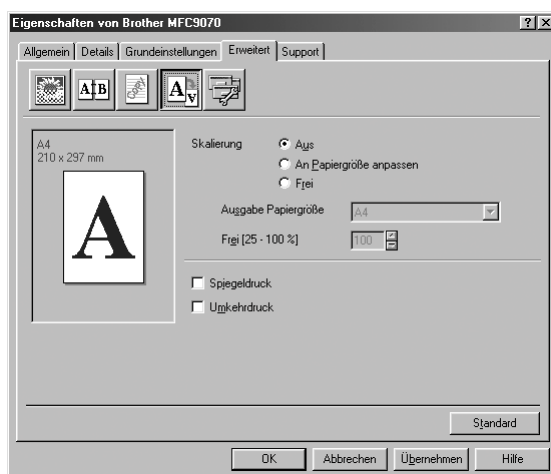 Eigenschaften von Brother MFC9070
Allgemein Details Grundeinstellungen Erweitert Support
A B
copy
A A
A4
210 x 297 mm
A
Skalierung Aus
An Papiergröße anpassen
Frei
Ausgabe Papiergröße A4
Frei [25 - 100 %] 100
Spiegeldruck
Umkehrdruck
Standard
OK Abbrechen Übernehmen Hilfe